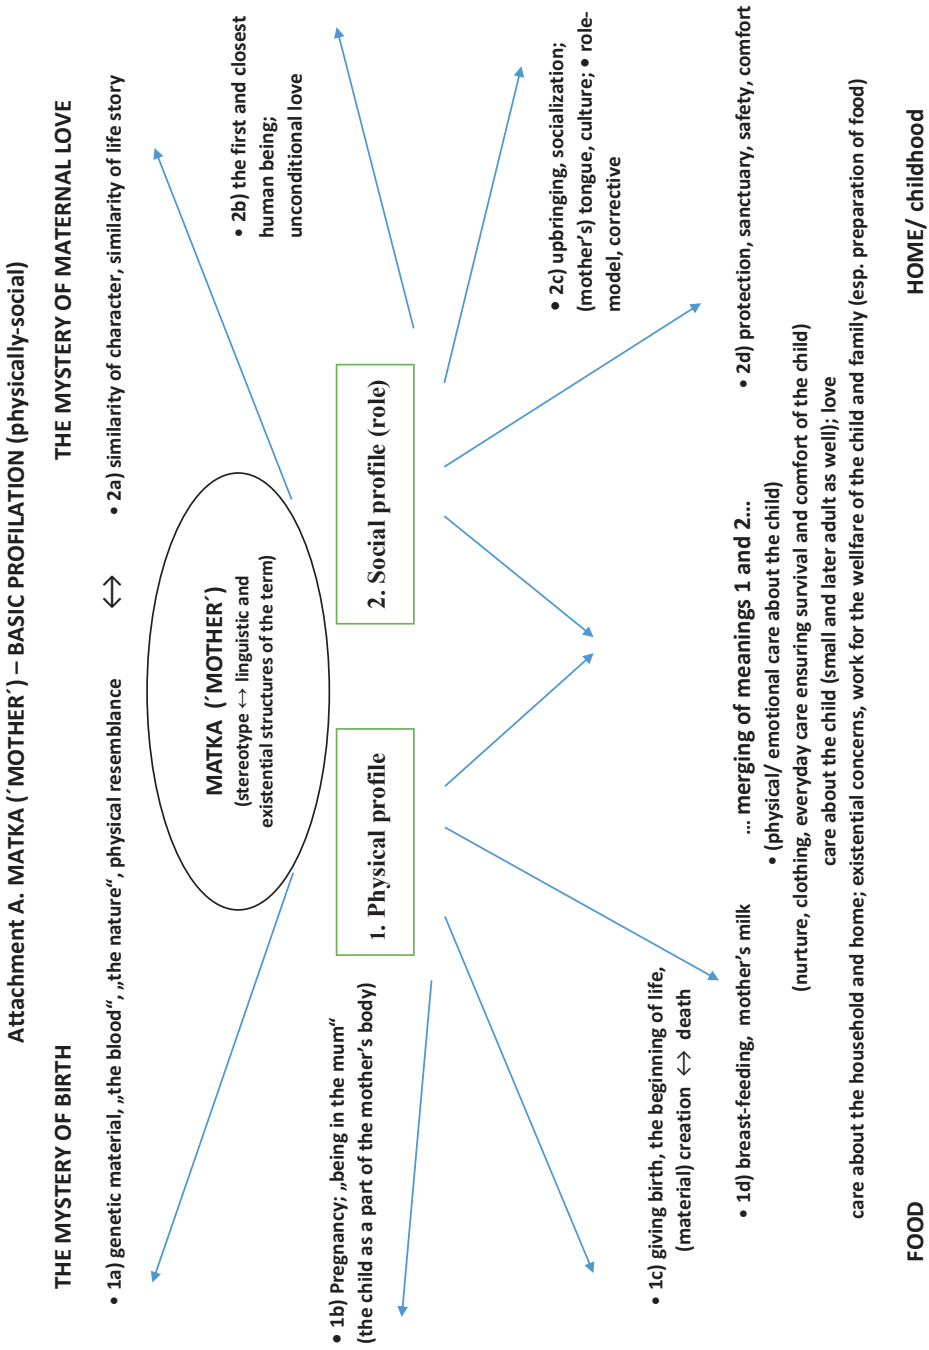 Attachment A. MATKA (´MOTHER´) – BASIC PROFILATION (physically-social)
THE MYSTERY OF BIRTH
THE MYSTERY OF MATERNAL LOVE
• 1a) genetic material, „the blood“, „the nature“, physical resemblance
↔
• 2a) similarity of character, similarity of life story
MATKA (´MOTHER´)
(stereotype ↔ linguistic and
existential structures of the term)
• 2b) the first and closest
human being;
unconditional love
1. Physical profile
2. Social profile (role)
• 1b) Pregnancy; „being in the mum“
(the child as a part of the mother's body)
• 2c) upbringing, socialization;
(mother's) tongue, culture; • role-
model, corrective
• 1c) giving birth, the beginning of life,
(material) creation ↔ death
• 1d) breast-feeding, mother's milk
• 2d) protection, sanctuary, safety, comfort
... merging of meanings 1 and 2...
• (physical/ emotional care about the child)
(nurture, clothing, everyday care ensuring survival and comfort of the child)
care about the child (small and later adult as well); love
care about the household and home; existential concerns, work for the wellfare of the child and family (esp. preparation of food)
FOOD
HOME/ childhood